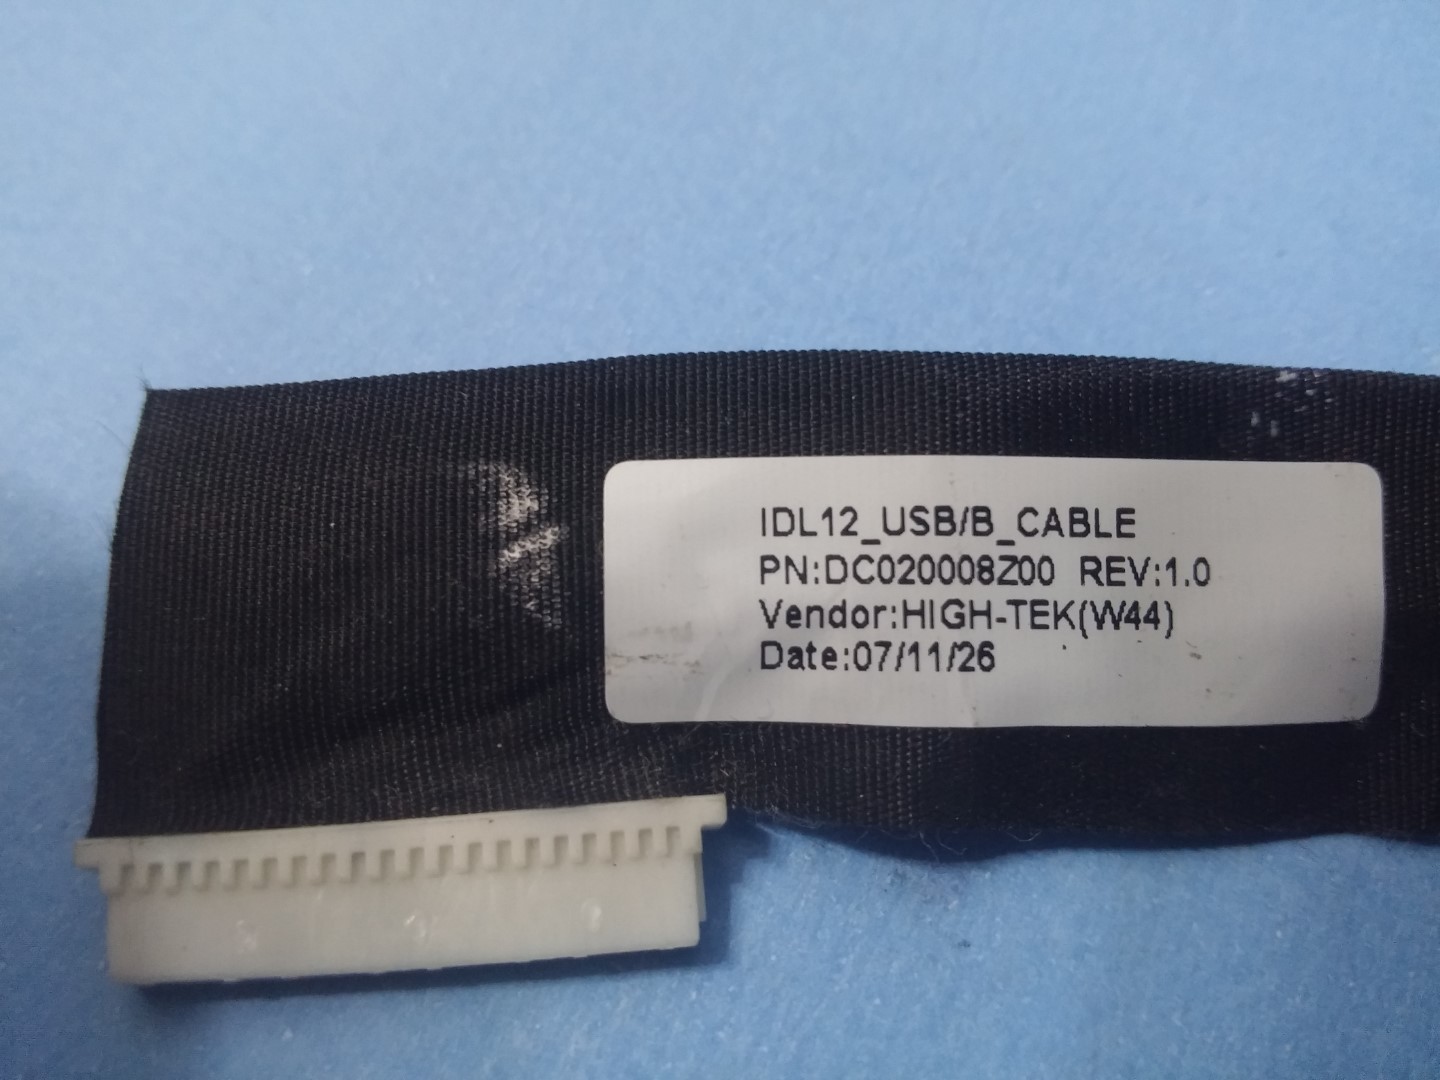 IDL12_USB/B_CABLE
PN:DC020008Z00 REV:1.0
Vendor:HIGH-TEK(W44)
Date:07/11/26